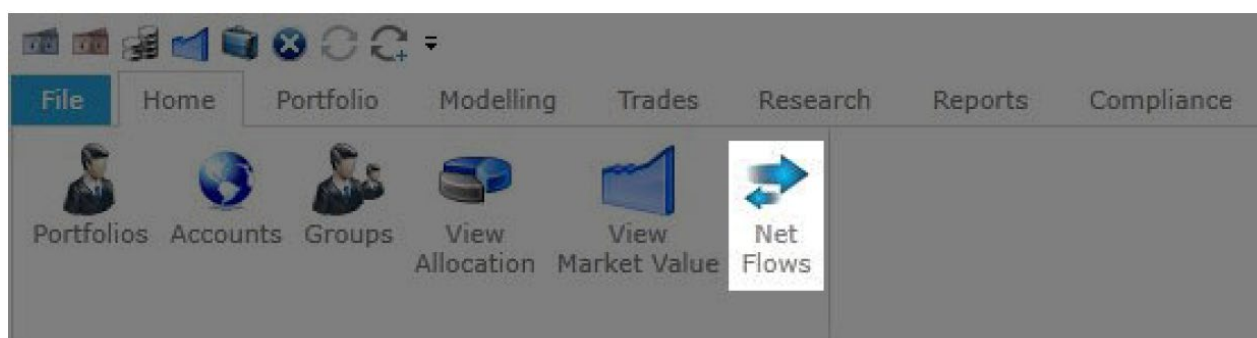 File Home Portfolio Modelling Trades Research Reports Compliance
Portfolios Accounts Groups View Allocation View Market Value Net Flows